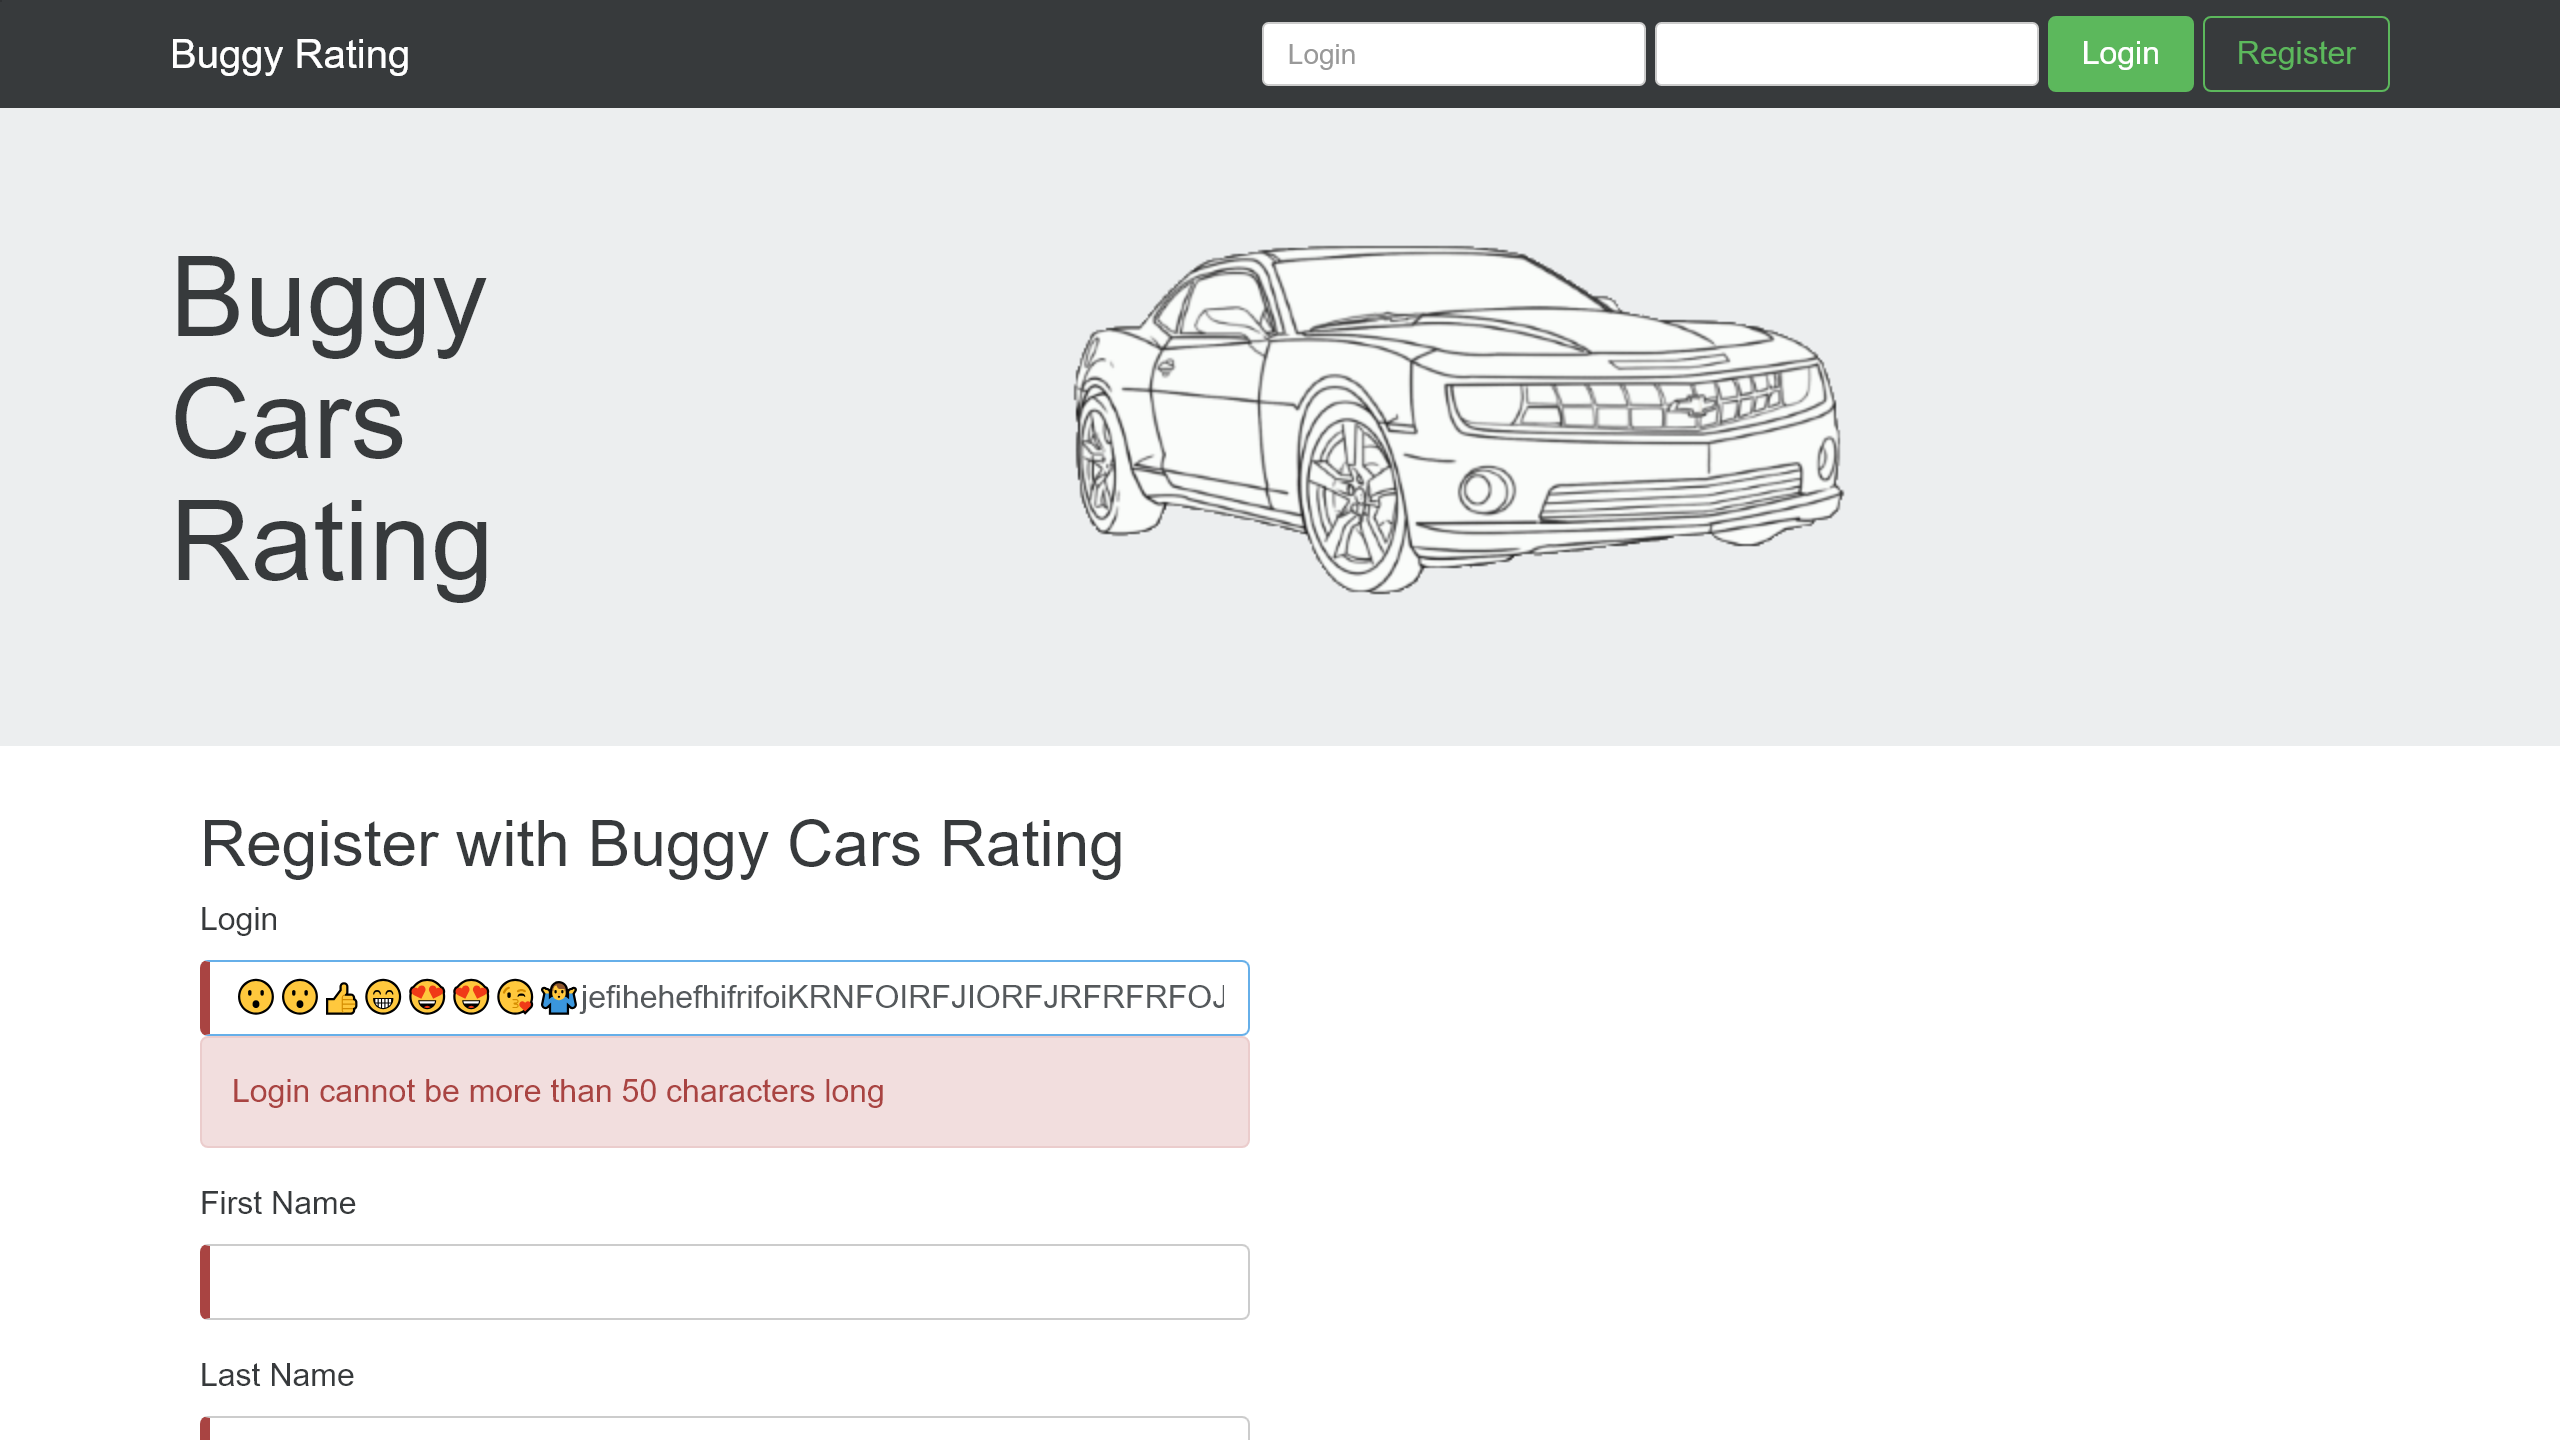 Buggy Rating
Login
Login
Register
Buggy
Cars
Rating
Register with Buggy Cars Rating
Login
😮😮👍😁😍😍😘🤷‍♂️jefihehefhifrifoiKRNFOIRFJIORFJRFRFRFOJ
Login cannot be more than 50 characters long
First Name
Last Name